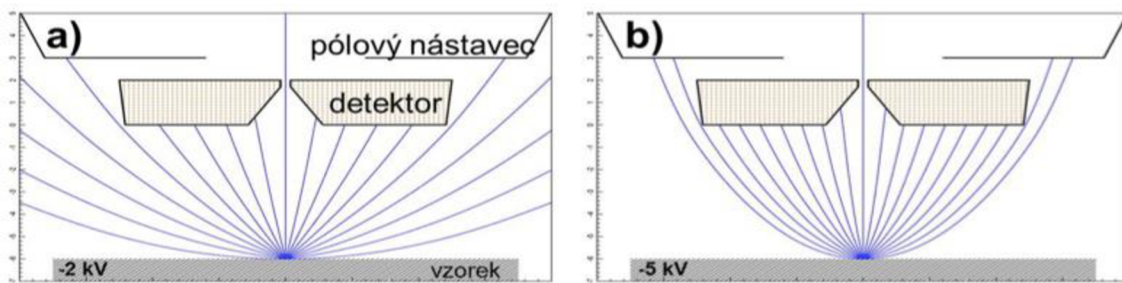 a)
pólový nástavec
detektor
-2 kV
vzorek
b)
-5 kV